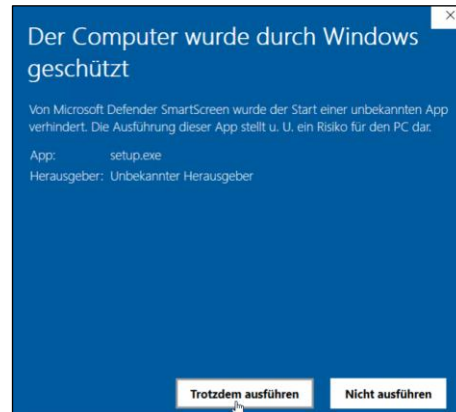 Der Computer wurde durch Windows
geschützt
Von Microsoft Defender SmartScreen wurde der Start einer unbekannten App
verhindert. Die Ausführung dieser App stellt u. U. ein Risiko für den PC dar.
App: setup.exe
Herausgeber: Unbekannter Herausgeber
Trotzdem ausführen Nicht ausführen